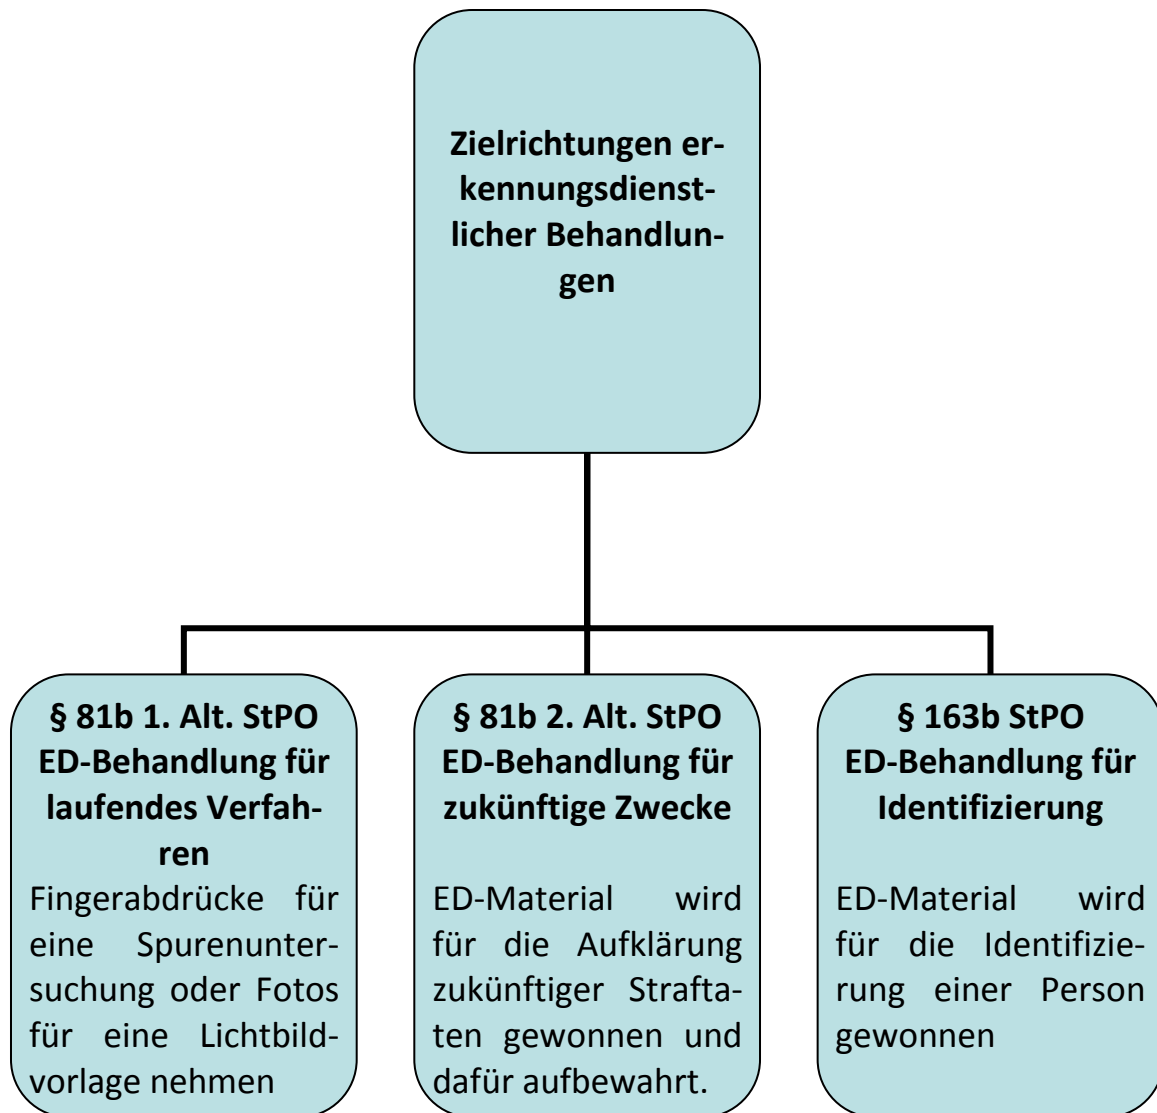 Zielrichtungen er-
kennungsdienst-
licher Behandlun-
gen
§ 81b 1. Alt. StPO
ED-Behandlung für
laufendes Verfah-
ren
Fingerabdrücke für
eine Spurenunter-
suchung oder Fotos
für eine Lichtbild-
vorlage nehmen
§ 81b 2. Alt. StPO
ED-Behandlung für
zukünftige Zwecke
ED-Material wird
für die Aufklärung
zukünftiger Strafta-
ten gewonnen und
dafür aufbewahrt.
§ 163b StPO
ED-Behandlung für
Identifizierung
ED-Material wird
für die Identifizie-
rung einer Person
gewonnen